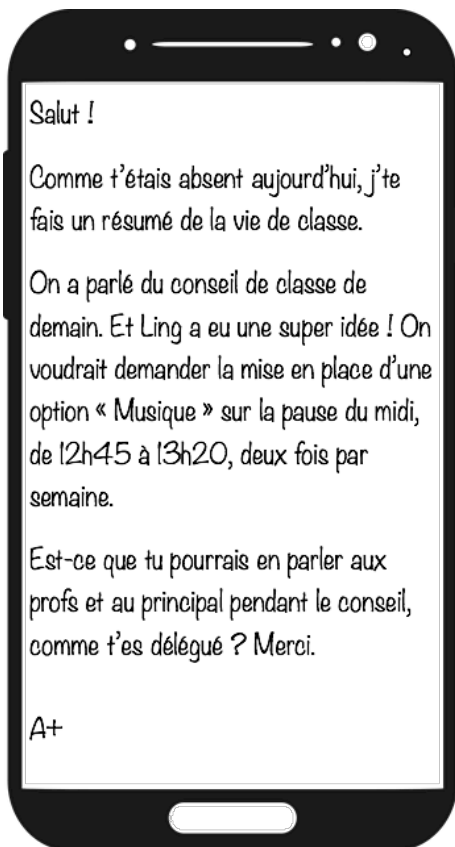 Salut !
Comme t’étais absent aujourd’hui, j’te
fais un résumé de la vie de classe.
On a parlé du conseil de classe de
demain. Et Ling a eu une super idée ! On
voudrait demander la mise en place d’une
option « Musique » sur la pause du midi,
de 12h45 à 13h20, deux fois par
semaine.
Est-ce que tu pourrais en parler aux
profs et au principal pendant le conseil,
comme t’es délégué ? Merci.
A+